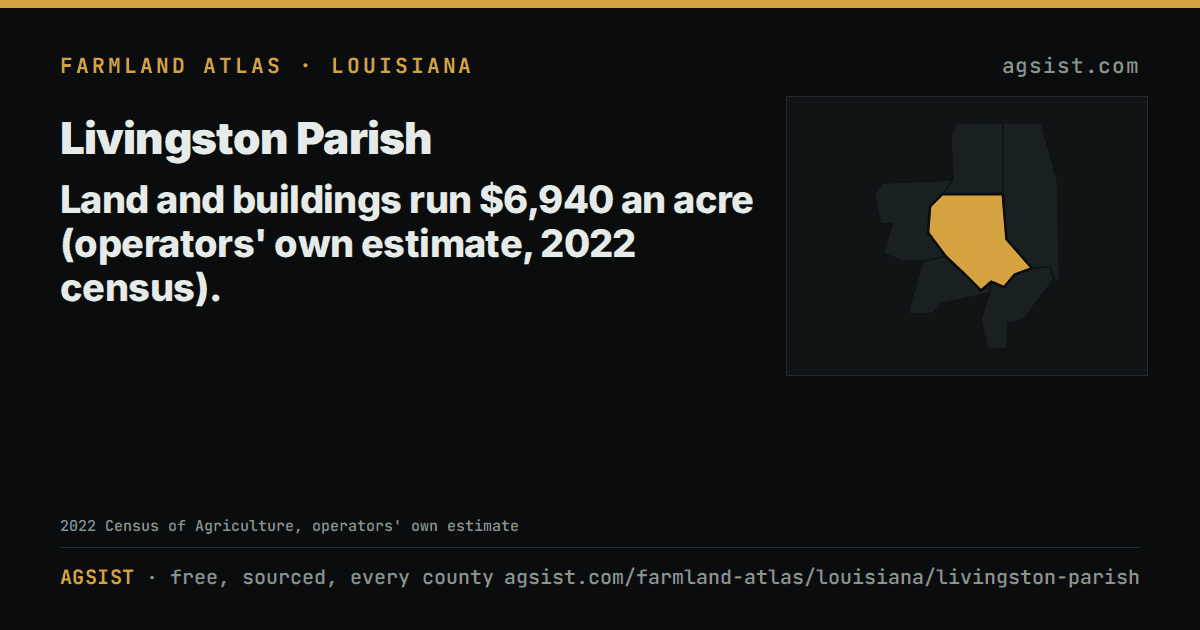 FARMLAND ATLAS · LOUISIANA
agsist.com
Livingston Parish
Land and buildings run $6,940 an acre
(operators' own estimate, 2022
census).
2022 Census of Agriculture, operators' own estimate
AGSIST · free, sourced, every county agsist.com/farmland-atlas/louisiana/livingston-parish